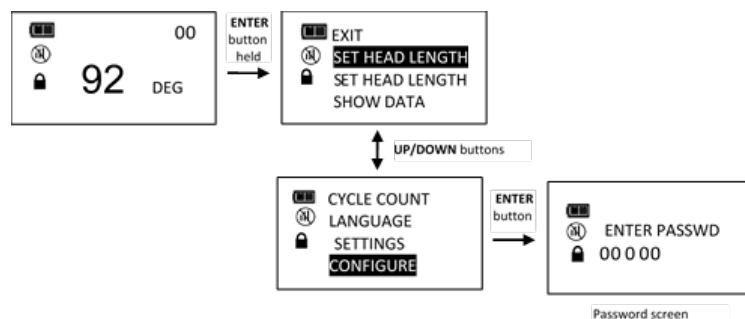 00
92 DEG
ENTER
button
held
EXIT
SET HEAD LENGTH
SET HEAD LENGTH
SHOW DATA
UP/DOWN buttons
CYCLE COUNT
LANGUAGE
SETTINGS
CONFIGURE
ENTER
button
ENTER PASSWD
00 0 00
Password screen